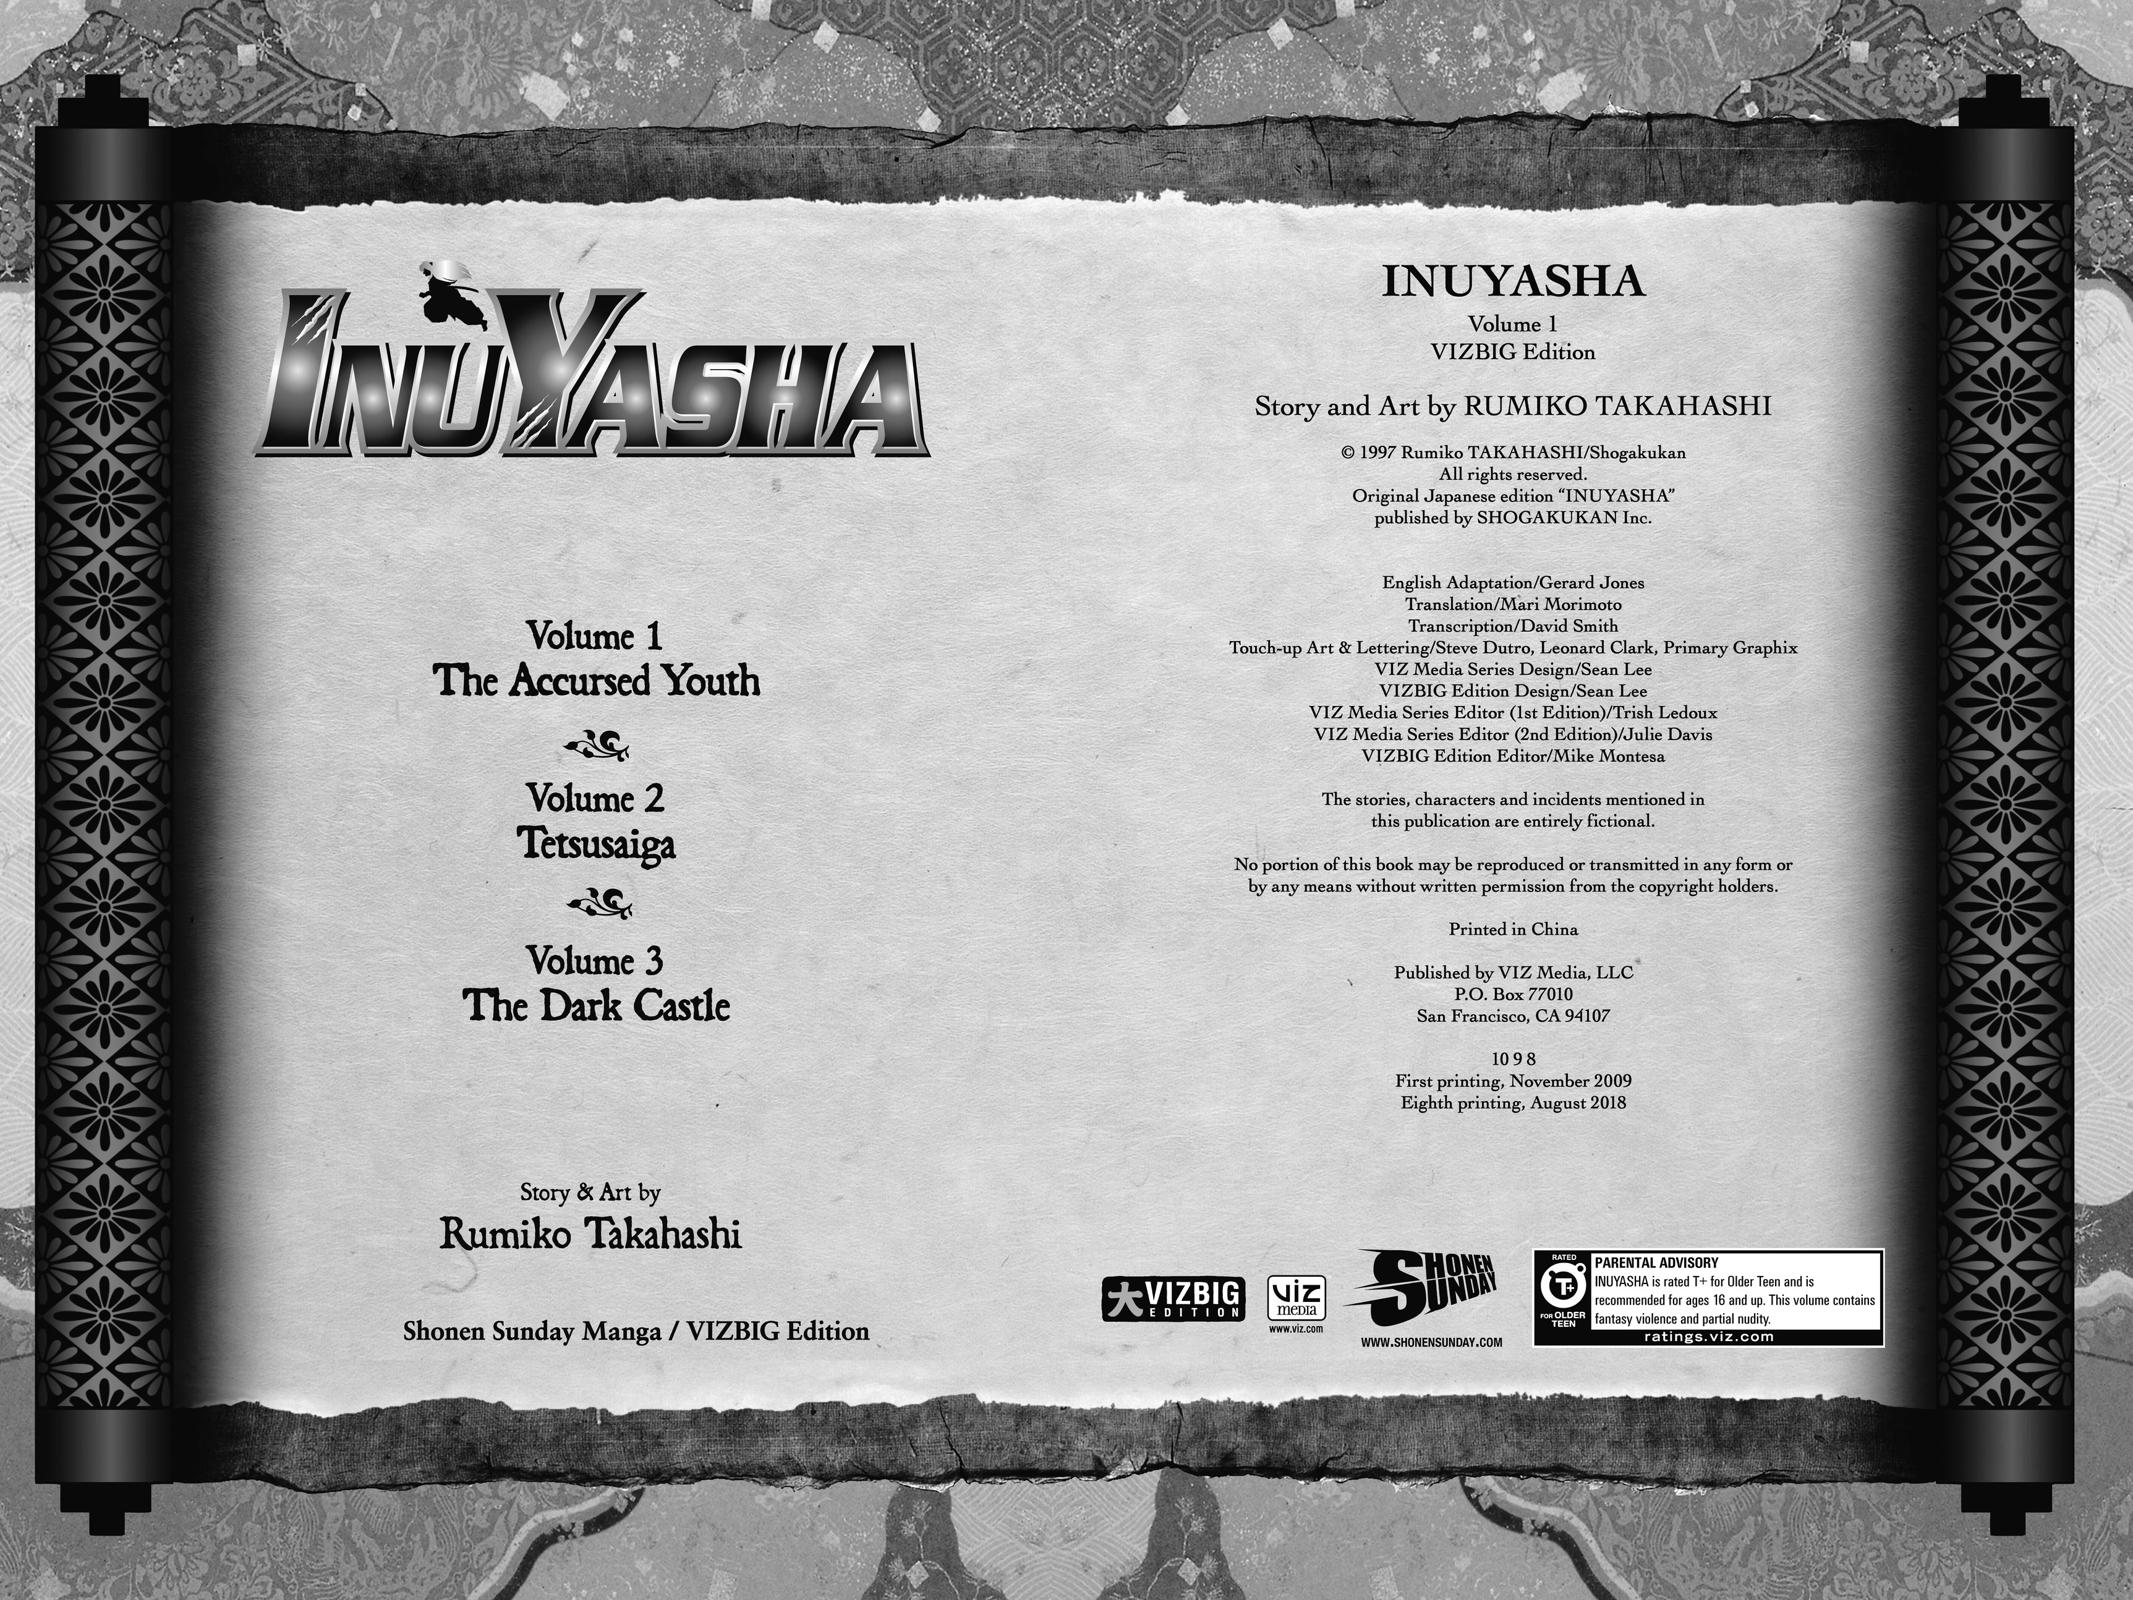 INUYASHA
Volume 1
The Accursed Youth
Volume 2
Tetsusaiga
Volume 3
The Dark Castle
Story & Art by
Rumiko Takahashi
Shonen Sunday Manga / VIZBIG Edition
INUYASHA
Volume 1
VIZBIG Edition
Story and Art by RUMIKO TAKAHASHI
© 1997 Rumiko TAKAHASHI/Shogakukan
All rights reserved.
Original Japanese edition “INUYASHA”
published by SHOGAKUKAN Inc.
English Adaptation/Gerard Jones
Translation/Mari Morimoto
Transcription/David Smith
Touch-up Art & Lettering/Steve Dutro, Leonard Clark, Primary Graphix
VIZ Media Series Design/Sean Lee
VIZBIG Edition Design/Sean Lee
VIZ Media Series Editor (1st Edition)/Trish Ledoux
VIZ Media Series Editor (2nd Edition)/Julie Davis
VIZBIG Edition Editor/Mike Montesa
The stories, characters and incidents mentioned in
this publication are entirely fictional.
No portion of this book may be reproduced or transmitted in any form or
by any means without written permission from the copyright holders.
Printed in China
Published by VIZ Media, LLC
P.O. Box 77010
San Francisco, CA 94107
10 9 8
First printing, November 2009
Eighth printing, August 2018
大 VIZBIG
EDITION
VIZ
media
www.viz.com
SHONEN
SUNDAY
WWW.SHONENSUNDAY.COM
RATED
T+
FOR OLDER
TEEN
PARENTAL ADVISORY
INUYASHA is rated T+ for Older Teen and is
recommended for ages 16 and up. This volume contains
fantasy violence and partial nudity.
ratings.viz.com